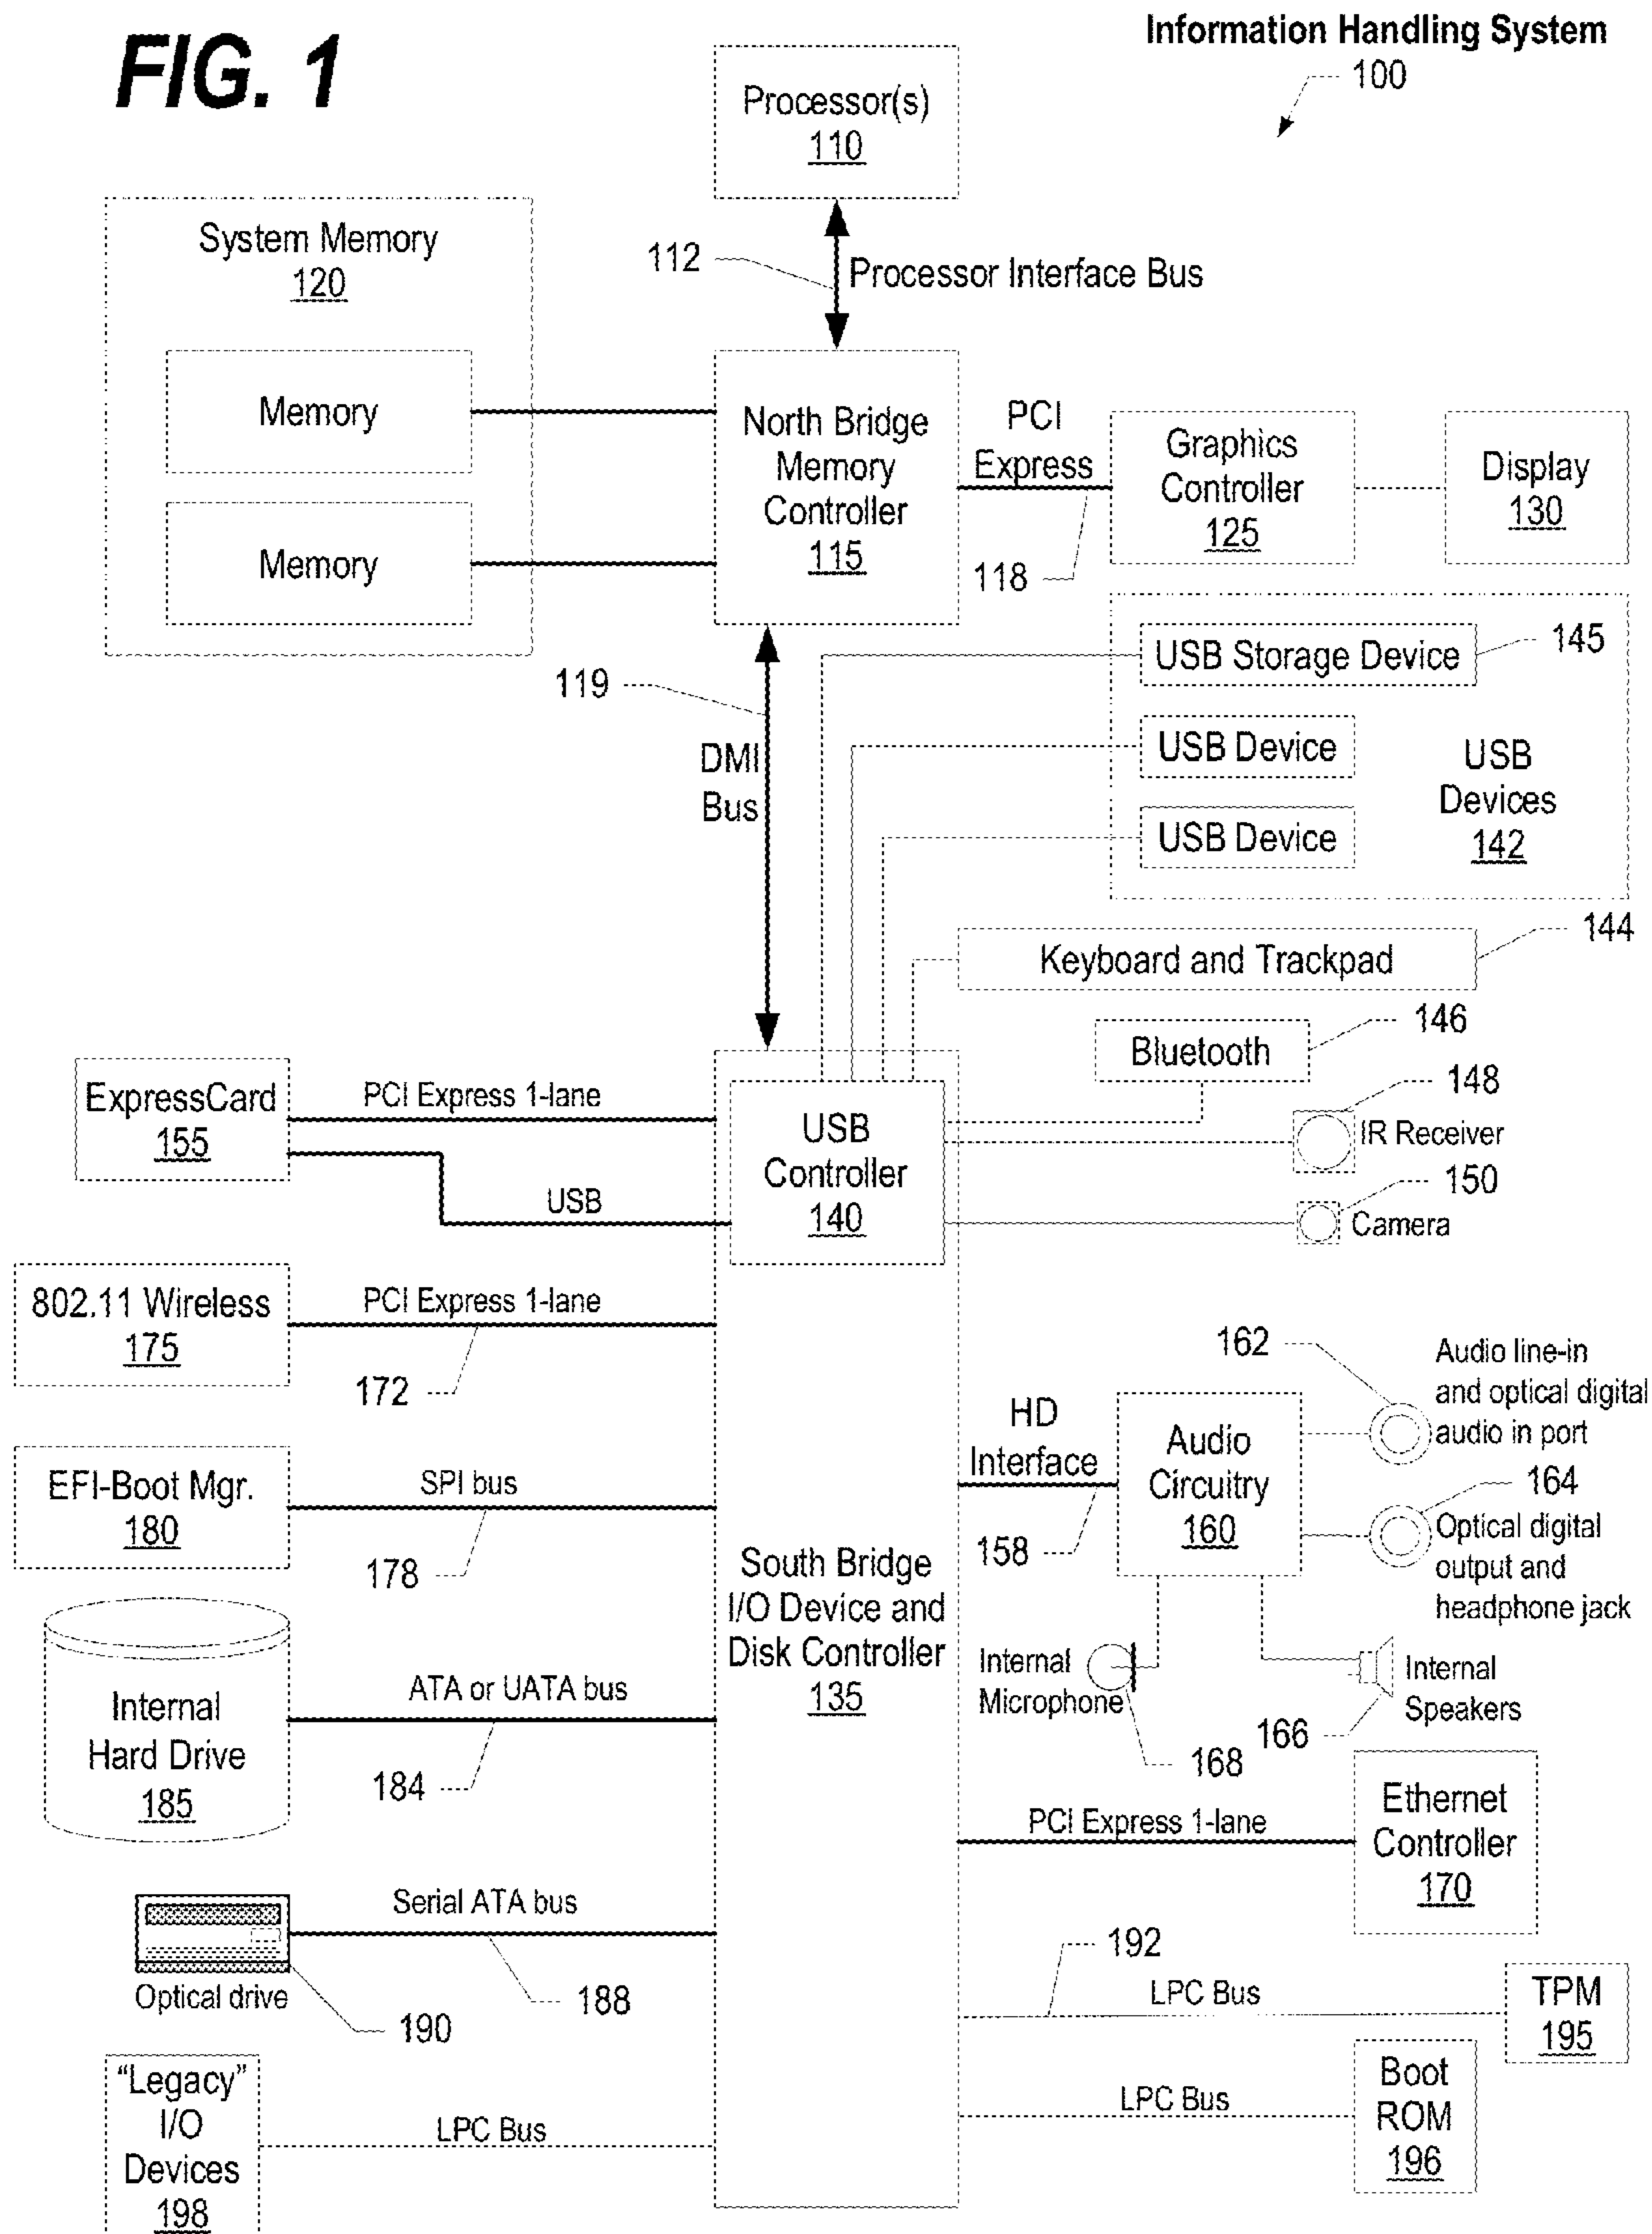 FIG. 1
Information Handling System
100
Processor(s)
110
System Memory
120
112
Processor Interface Bus
Memory
Memory
North Bridge
Memory
Controller
115
PCI
Express
118
Graphics
Controller
125
Display
130
119
DMI
Bus
USB Storage Device
145
USB Device
USB Device
USB
Devices
142
144
Keyboard and Trackpad
146
Bluetooth
148
IR Receiver
150
Camera
ExpressCard
155
PCI Express 1-lane
USB
USB
Controller
140
802.11 Wireless
175
PCI Express 1-lane
172
162
Audio line-in
and optical digital
audio in port
HD
Interface
158
Audio
Circuitry
160
164
Optical digital
output and
headphone jack
EFI-Boot Mgr.
180
SPI bus
178
South Bridge
I/O Device and
Disk Controller
135
Internal
Microphone
168
Internal
Speakers
166
Internal
Hard Drive
185
ATA or UATA bus
184
PCI Express 1-lane
Ethernet
Controller
170
Serial ATA bus
188
Optical drive
190
192
LPC Bus
TPM
195
"Legacy"
I/O
Devices
198
LPC Bus
LPC Bus
Boot
ROM
196